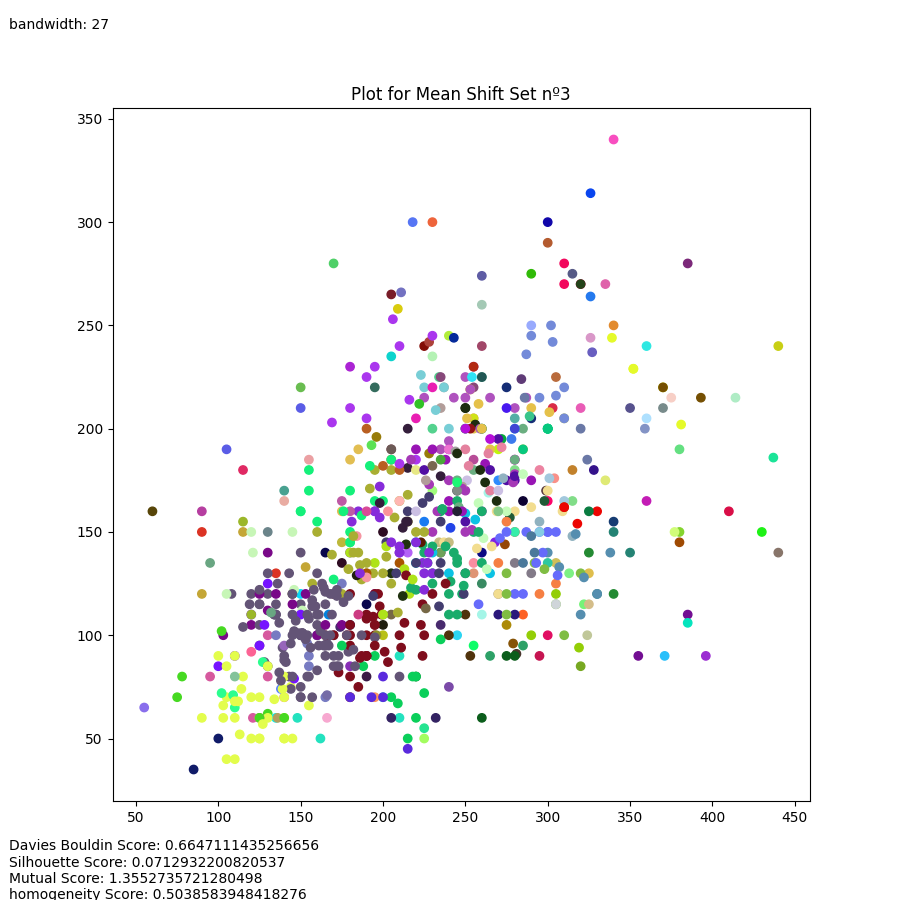 bandwidth: 27
Plot for Mean Shift Set nº3
350
300
250
200
150
100
50
50 100 150 200 250 300 350 400 450
Davies Bouldin Score: 0.6647111435256656
Silhouette Score: 0.0712932200820537
Mutual Score: 1.3552735721280498
homogeneity Score: 0.5038583948418276